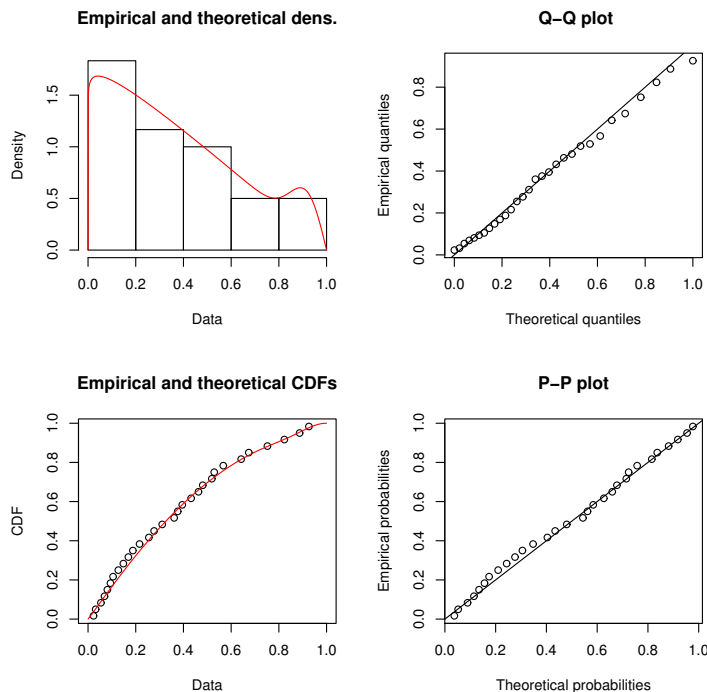 Empirical and theoretical dens.
Density
0.0 0.5 1.0 1.5
0.0 0.2 0.4 0.6 0.8 1.0
Data
Q−Q plot
Empirical quantiles
0.0 0.2 0.4 0.6 0.8
0.0 0.2 0.4 0.6 0.8 1.0
Theoretical quantiles
Empirical and theoretical CDFs
CDF
0.0 0.2 0.4 0.6 0.8 1.0
0.0 0.2 0.4 0.6 0.8 1.0
Data
P−P plot
Empirical probabilities
0.0 0.2 0.4 0.6 0.8 1.0
0.0 0.2 0.4 0.6 0.8 1.0
Theoretical probabilities